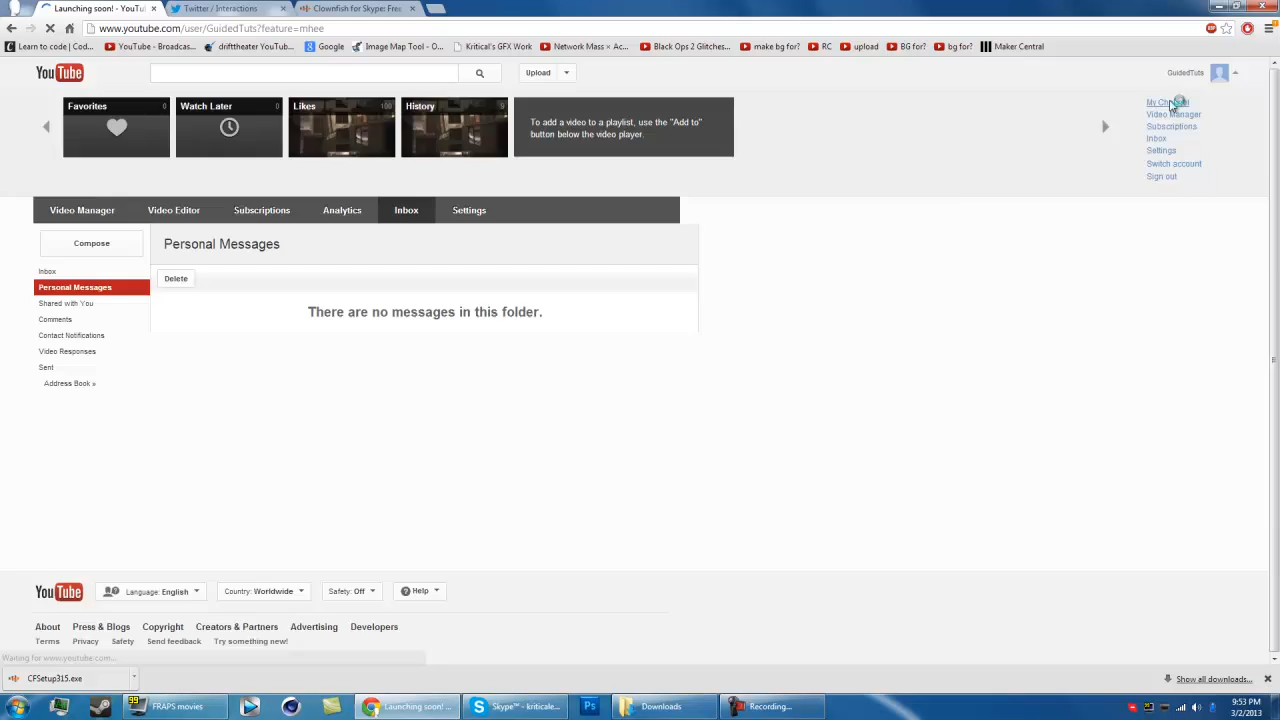 Launching soon! - YouTu
Twitter / Interactions
Clownfish for Skype: Free
www.youtube.com/user/GuidedTuts?feature=mhee
Learn to code | Cod...
YouTube - Broadcas...
drifttheater YouTub...
Google
Image Map Tool - Onl...
Kritical's GFX Work
Network Mass × Ac...
Black Ops 2 Glitches...
make bg for?
RC
upload
BG for?
bg for?
Maker Central
YouTube
Upload
GuidedTuts
Favorites 0
Watch Later 0
Likes 100
History 9
To add a video to a playlist, use the "Add to"
button below the video player.
My Channel
Video Manager
Subscriptions
Inbox
Settings
Switch account
Sign out
Video Manager
Video Editor
Subscriptions
Analytics
Inbox
Settings
Compose
Personal Messages
Inbox
Delete
Personal Messages
Shared with You
There are no messages in this folder.
Comments
Contact Notifications
Video Responses
Sent
Address Book »
YouTube
Language: English
Country: Worldwide
Safety: Off
Help
About
Press & Blogs
Copyright
Creators & Partners
Advertising
Developers
Terms
Privacy
Safety
Send feedback
Try something new!
Waiting for www.youtube.com...
CFSetup315.exe
Show all downloads...
99
FRAPS movies
Launching soon! ...
Skype™ - kriticale...
Ps
Downloads
Recording...
9:53 PM
3/2/2013